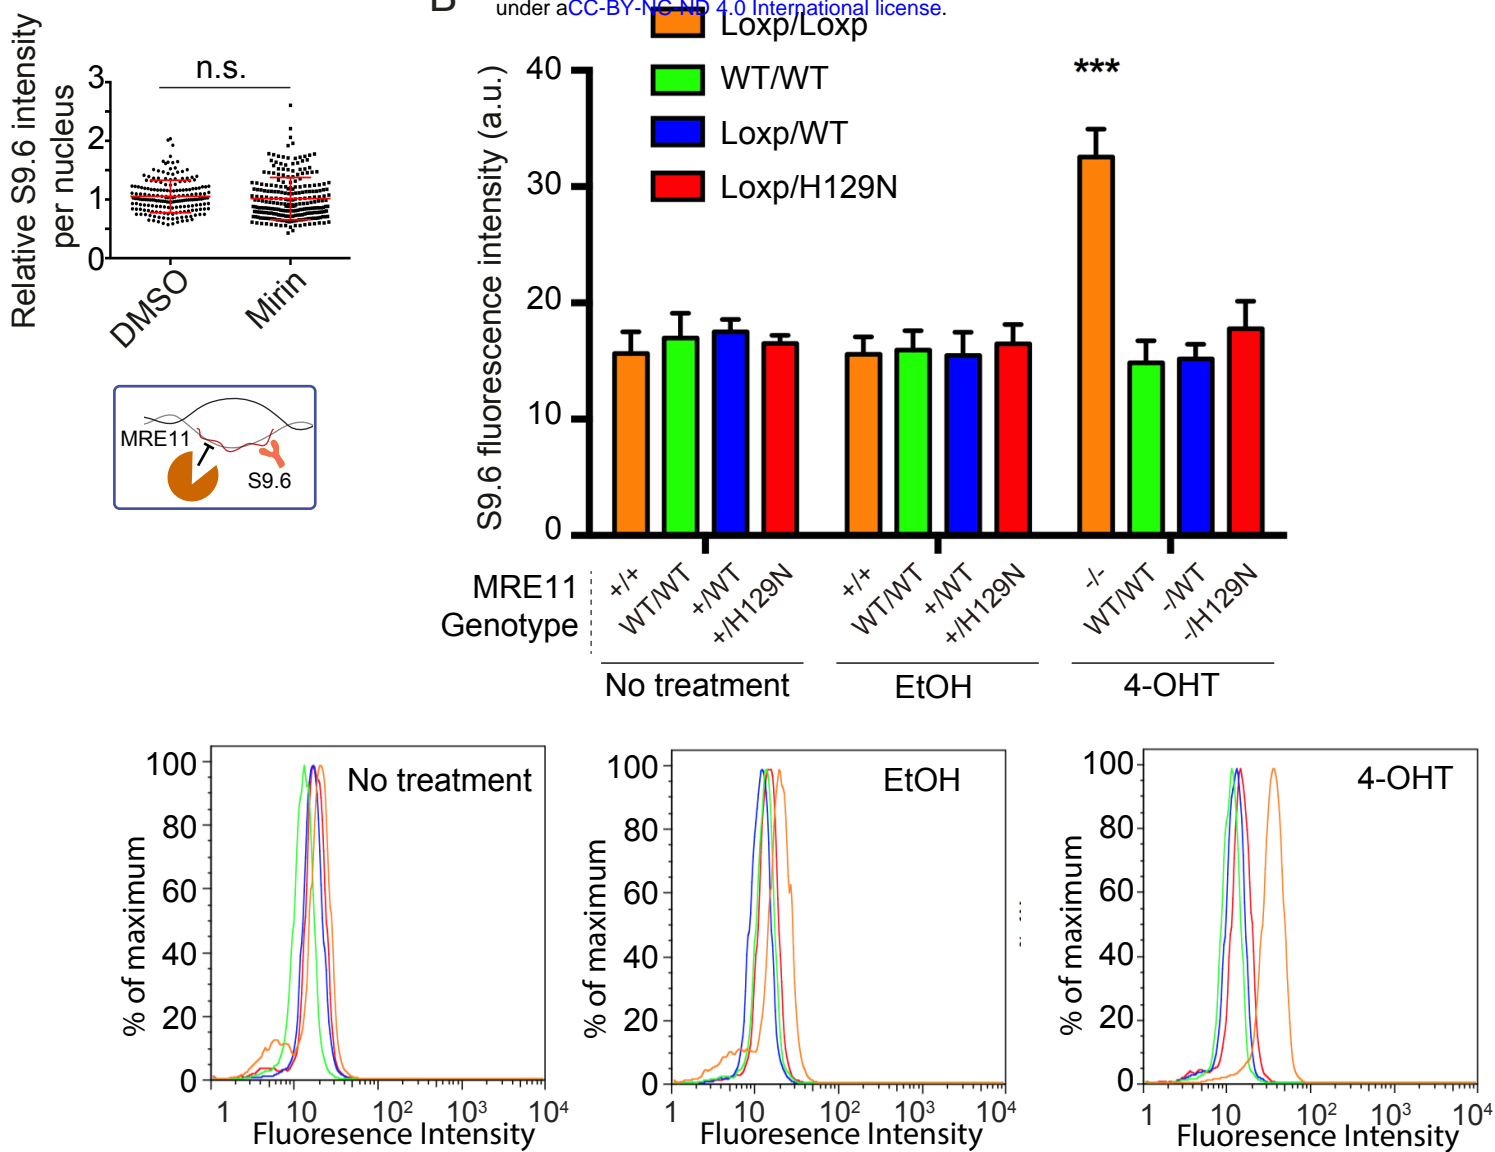 B
under aCC-BY-NC-ND 4.0 International license.
Relative S9.6 intensity
per nucleus
3
2
1
0
n.s.
DMSO
Mirin
MRE11
S9.6
S9.6 fluorescence intensity (a.u.)
40
30
20
10
0
Loxp/Loxp
WT/WT
Loxp/WT
Loxp/H129N
***
MRE11
Genotype
+/+
WT/WT
+/WT
+/H129N
+/+
WT/WT
+/WT
+/H129N
-/-
WT/WT
-/WT
-/H129N
No treatment
EtOH
4-OHT
% of maximum
100
80
60
40
20
0
No treatment
1 10 10² 10³ 10⁴
Fluoresence Intensity
% of maximum
100
80
60
40
20
0
EtOH
1 10 10² 10³ 10⁴
Fluoresence Intensity
% of maximum
100
80
60
40
20
0
4-OHT
1 10 10² 10³ 10⁴
Fluoresence Intensity